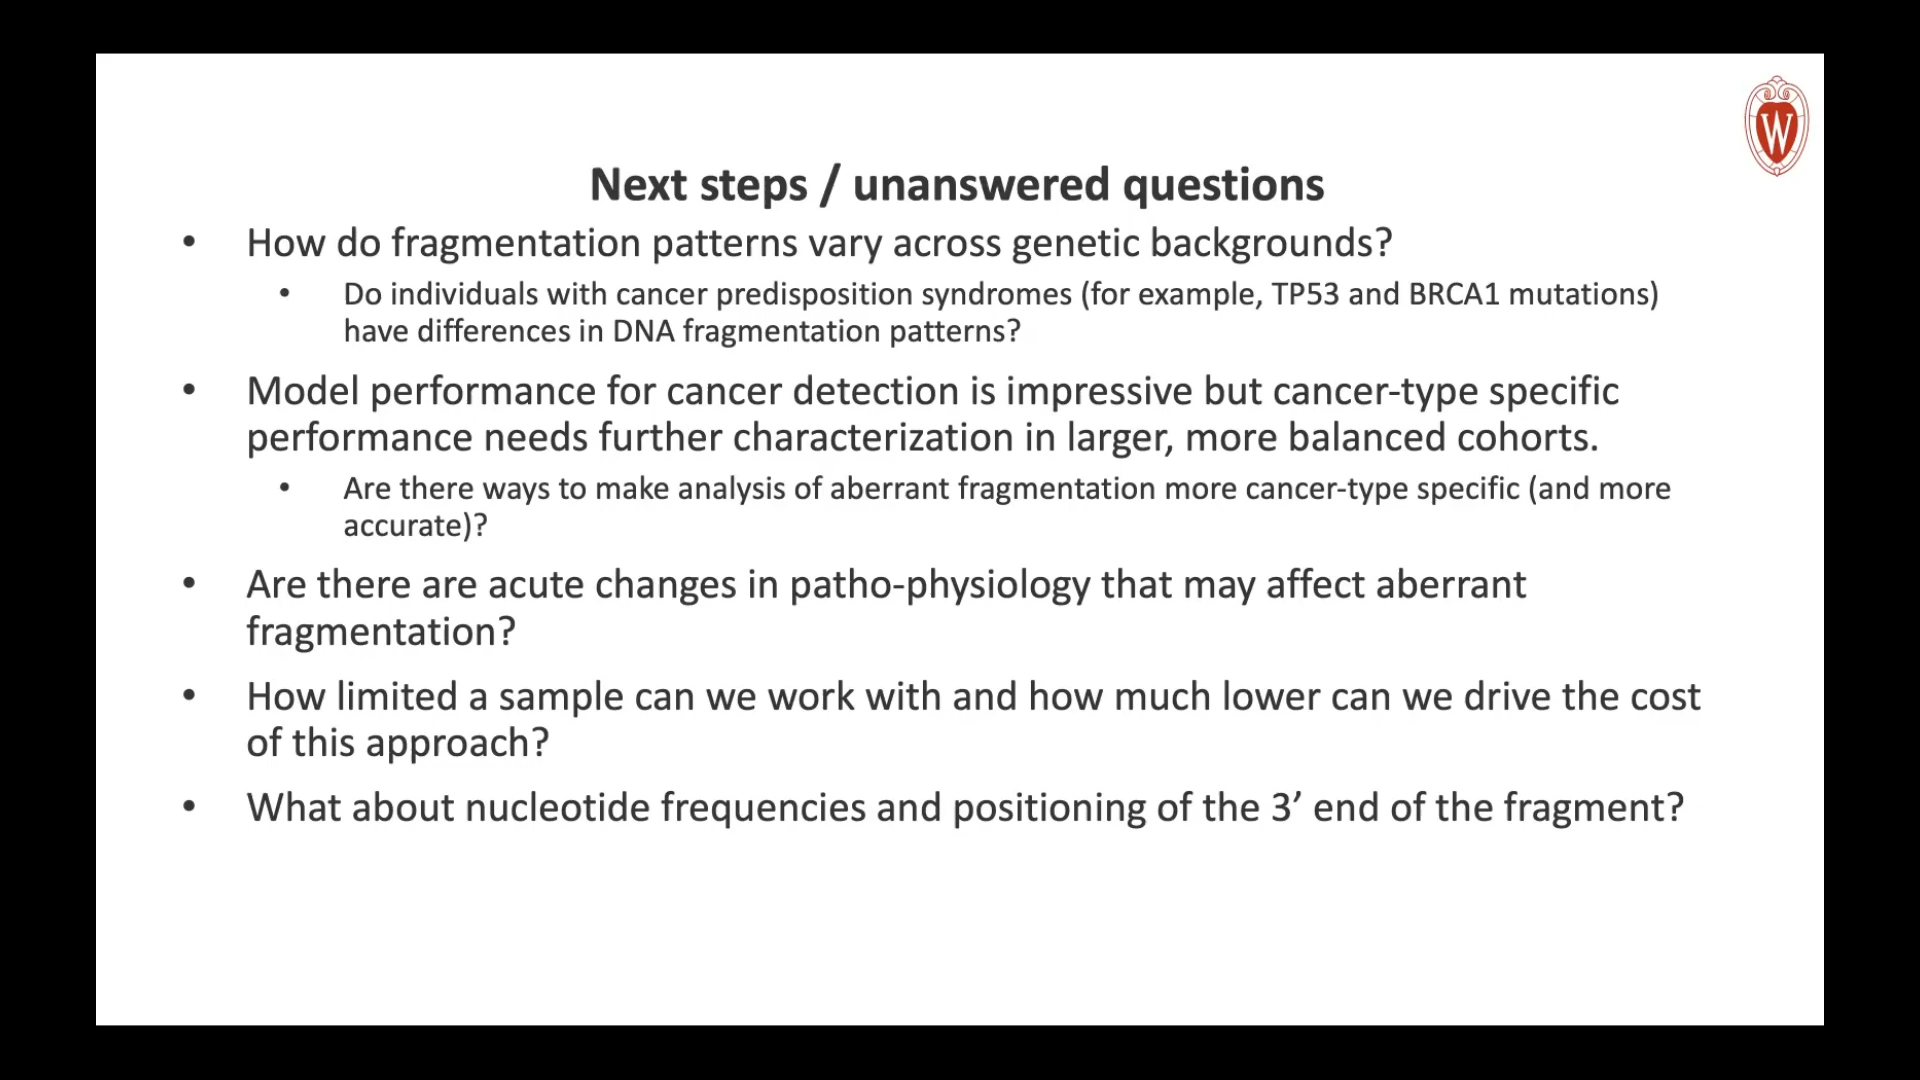 W
Next steps / unanswered questions
• How do fragmentation patterns vary across genetic backgrounds?
• Do individuals with cancer predisposition syndromes (for example, TP53 and BRCA1 mutations)
have differences in DNA fragmentation patterns?
• Model performance for cancer detection is impressive but cancer-type specific
performance needs further characterization in larger, more balanced cohorts.
• Are there ways to make analysis of aberrant fragmentation more cancer-type specific (and more
accurate)?
• Are there are acute changes in patho-physiology that may affect aberrant
fragmentation?
• How limited a sample can we work with and how much lower can we drive the cost
of this approach?
• What about nucleotide frequencies and positioning of the 3’ end of the fragment?